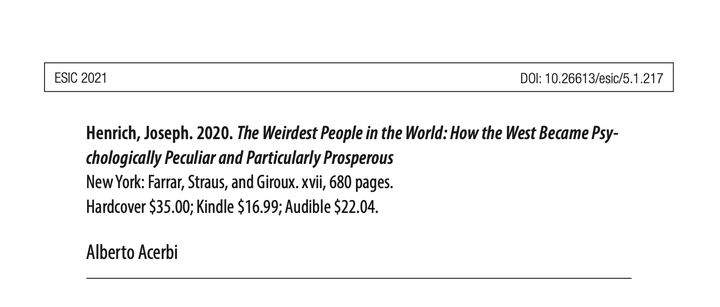 ESIC 2021
DOI: 10.26613/esic/5.1.217
Henrich, Joseph. 2020. The Weirdest People in the World: How the West Became Psy-
chologically Peculiar and Particularly Prosperous
New York: Farrar, Straus, and Giroux. xvii, 680 pages.
Hardcover $35.00; Kindle $16.99; Audible $22.04.
Alberto Acerbi